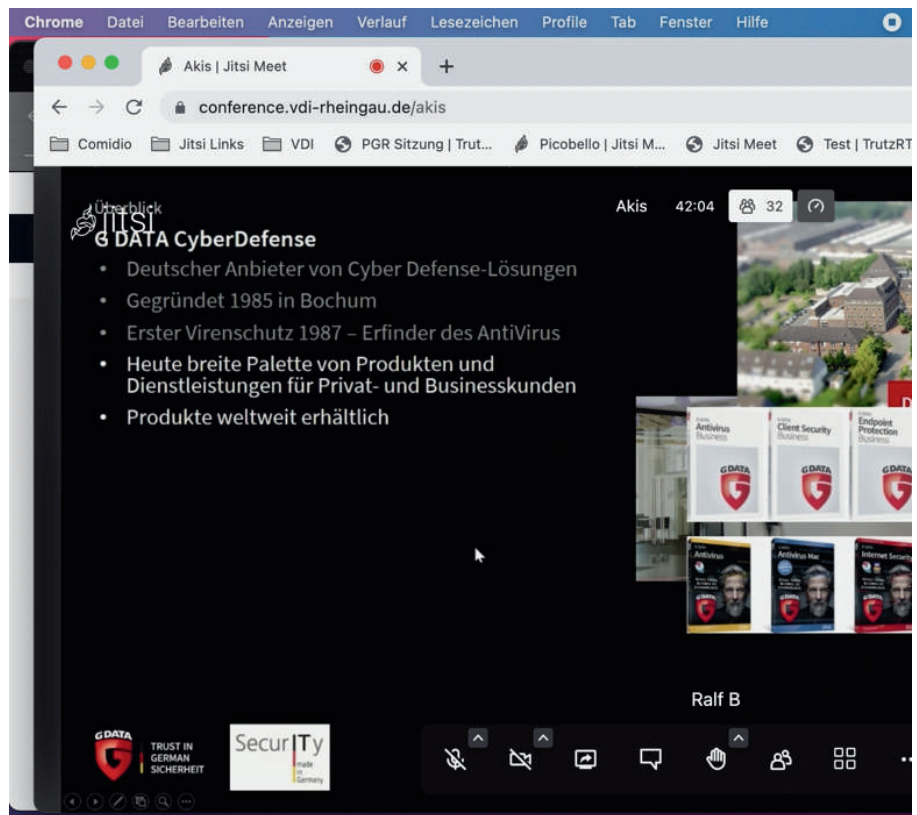 Chrome Datei Bearbeiten Anzeigen Verlauf Lesezeichen Profile Tab Fenster Hilfe
Akis | Jitsi Meet
conference.vdi-rheingau.de/akis
Comidio Jitsi Links VDI PGR Sitzung | Trut... Picobello | Jitsi M... Jitsi Meet Test | TrutzRT
Überblick
Jitsi
Akis 42:04 32
G DATA CyberDefense
• Deutscher Anbieter von Cyber Defense-Lösungen
• Gegründet 1985 in Bochum
• Erster Virenschutz 1987 – Erfinder des AntiVirus
• Heute breite Palette von Produkten und
Dienstleistungen für Privat- und Businesskunden
• Produkte weltweit erhältlich
Antivirus Client Security Endpoint
Business Business Protection
Business
G DATA G DATA G DATA
Antivirus Antivirus Mac Internet Security
Ralf B
G DATA
TRUST IN
GERMAN
SICHERHEIT
SecurITy
made
in
Germany